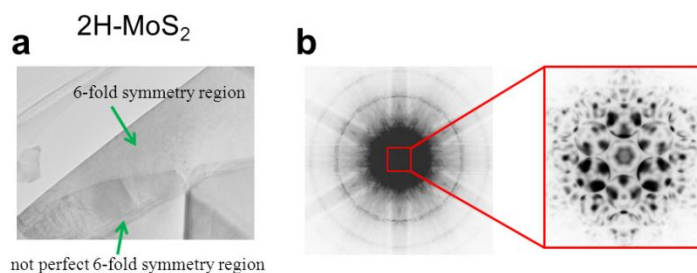 2H-MoS₂
a
6-fold symmetry region
not perfect 6-fold symmetry region
b